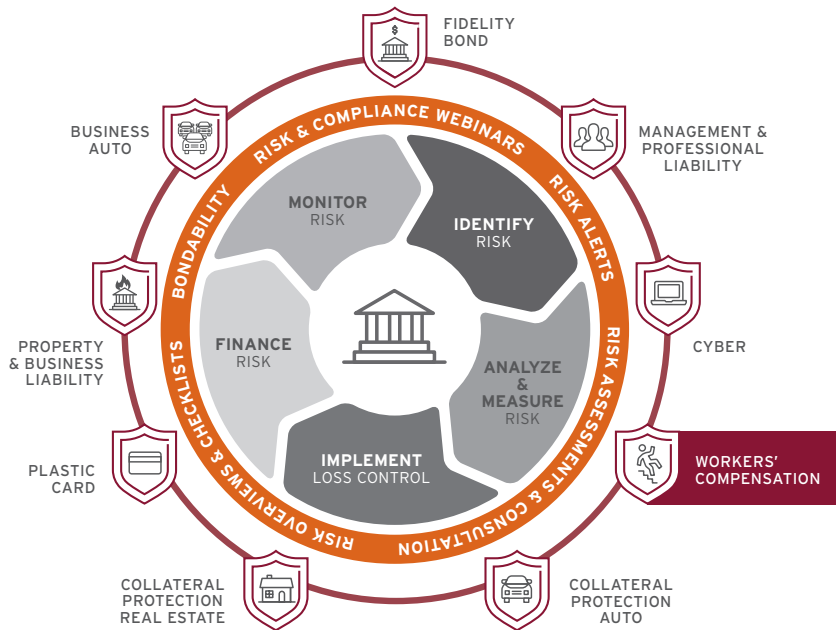 FIDELITY
BOND
MANAGEMENT &
PROFESSIONAL
LIABILITY
CYBER
WORKERS'
COMPENSATION
COLLATERAL
PROTECTION
AUTO
COLLATERAL
PROTECTION
REAL ESTATE
PLASTIC
CARD
PROPERTY
& BUSINESS
LIABILITY
BUSINESS
AUTO
$
RISK & COMPLIANCE WEBINARS
RISK ALERTS
RISK ASSESSMENTS & CONSULTATION
RISK OVERVIEWS & CHECKLISTS
BONDABILITY
IDENTIFY
RISK
ANALYZE
&
MEASURE
RISK
IMPLEMENT
LOSS CONTROL
FINANCE
RISK
MONITOR
RISK